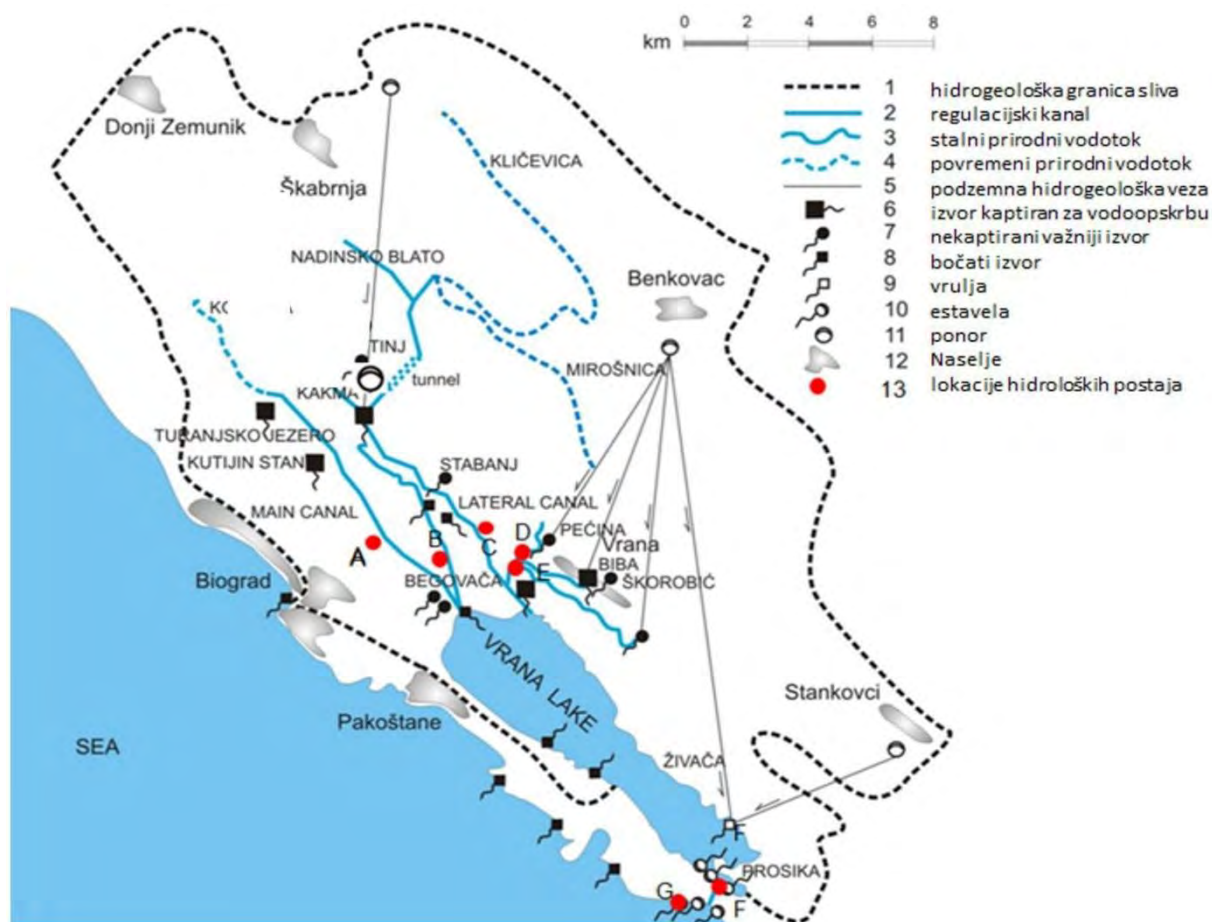 0 2 4 6 8
km
1 hidrogeološka granica sliva
2 regulacijski kanal
3 stalni prirodni vodotok
4 povremeni prirodni vodotok
5 podzemna hidrogeološka veza
6 izvor kaptiran za vodoopskrbu
7 nekaptirani važniji izvor
8 bočati izvor
9 vrulja
10 estavela
11 ponor
12 Naselje
13 lokacije hidroloških postaja
Donji Zemunik
Škabrnja
KLIČEVICA
NADINSKO BLATO
Benkovac
TINJ
MIROŠNICA
tunnel
KAKMA
TURANJSKO JEZERO
KUTIJIN STAN
STABANJ
MAIN CANAL
LATERAL CANAL
A
B
C
D
PEĆINA
Vrana
E
BIBA
Biograd
BEGOVAČA
ŠKOROBIĆ
VRANA LAKE
Stankovci
Pakoštane
SEA
ŽIVAČA
F
PROSIKA
G
F